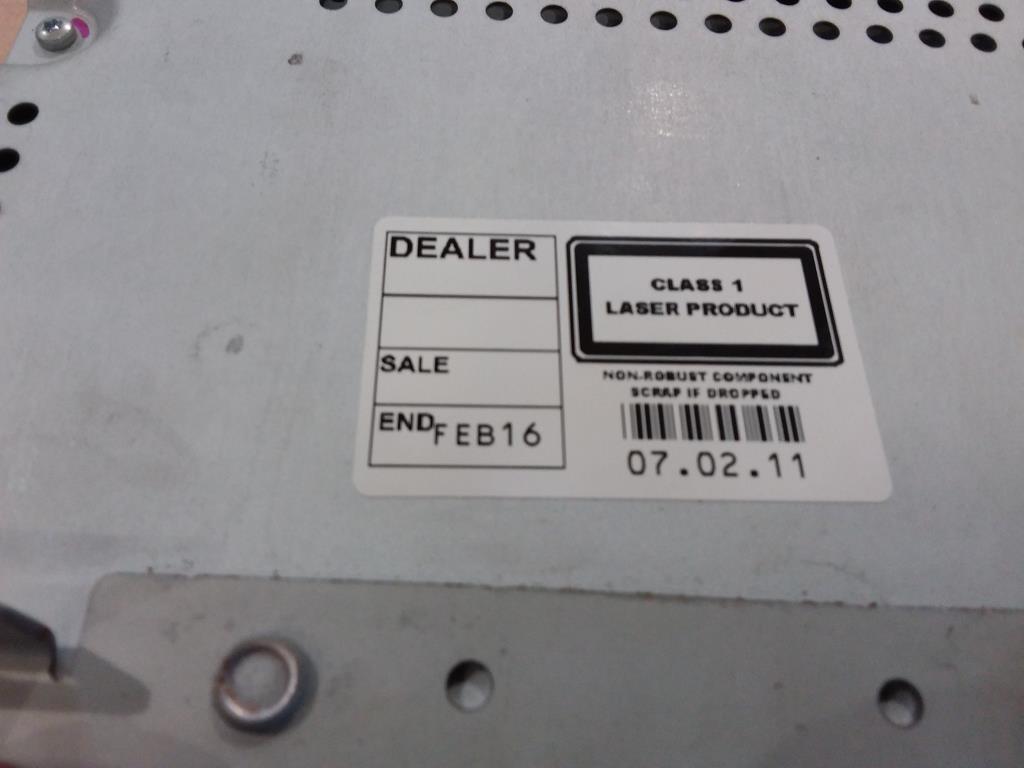 DEALER
SALE
END FEB16
CLASS 1
LASER PRODUCT
NON-ROBUST COMPONENT
SCRAP IF DROPPED
07.02.11